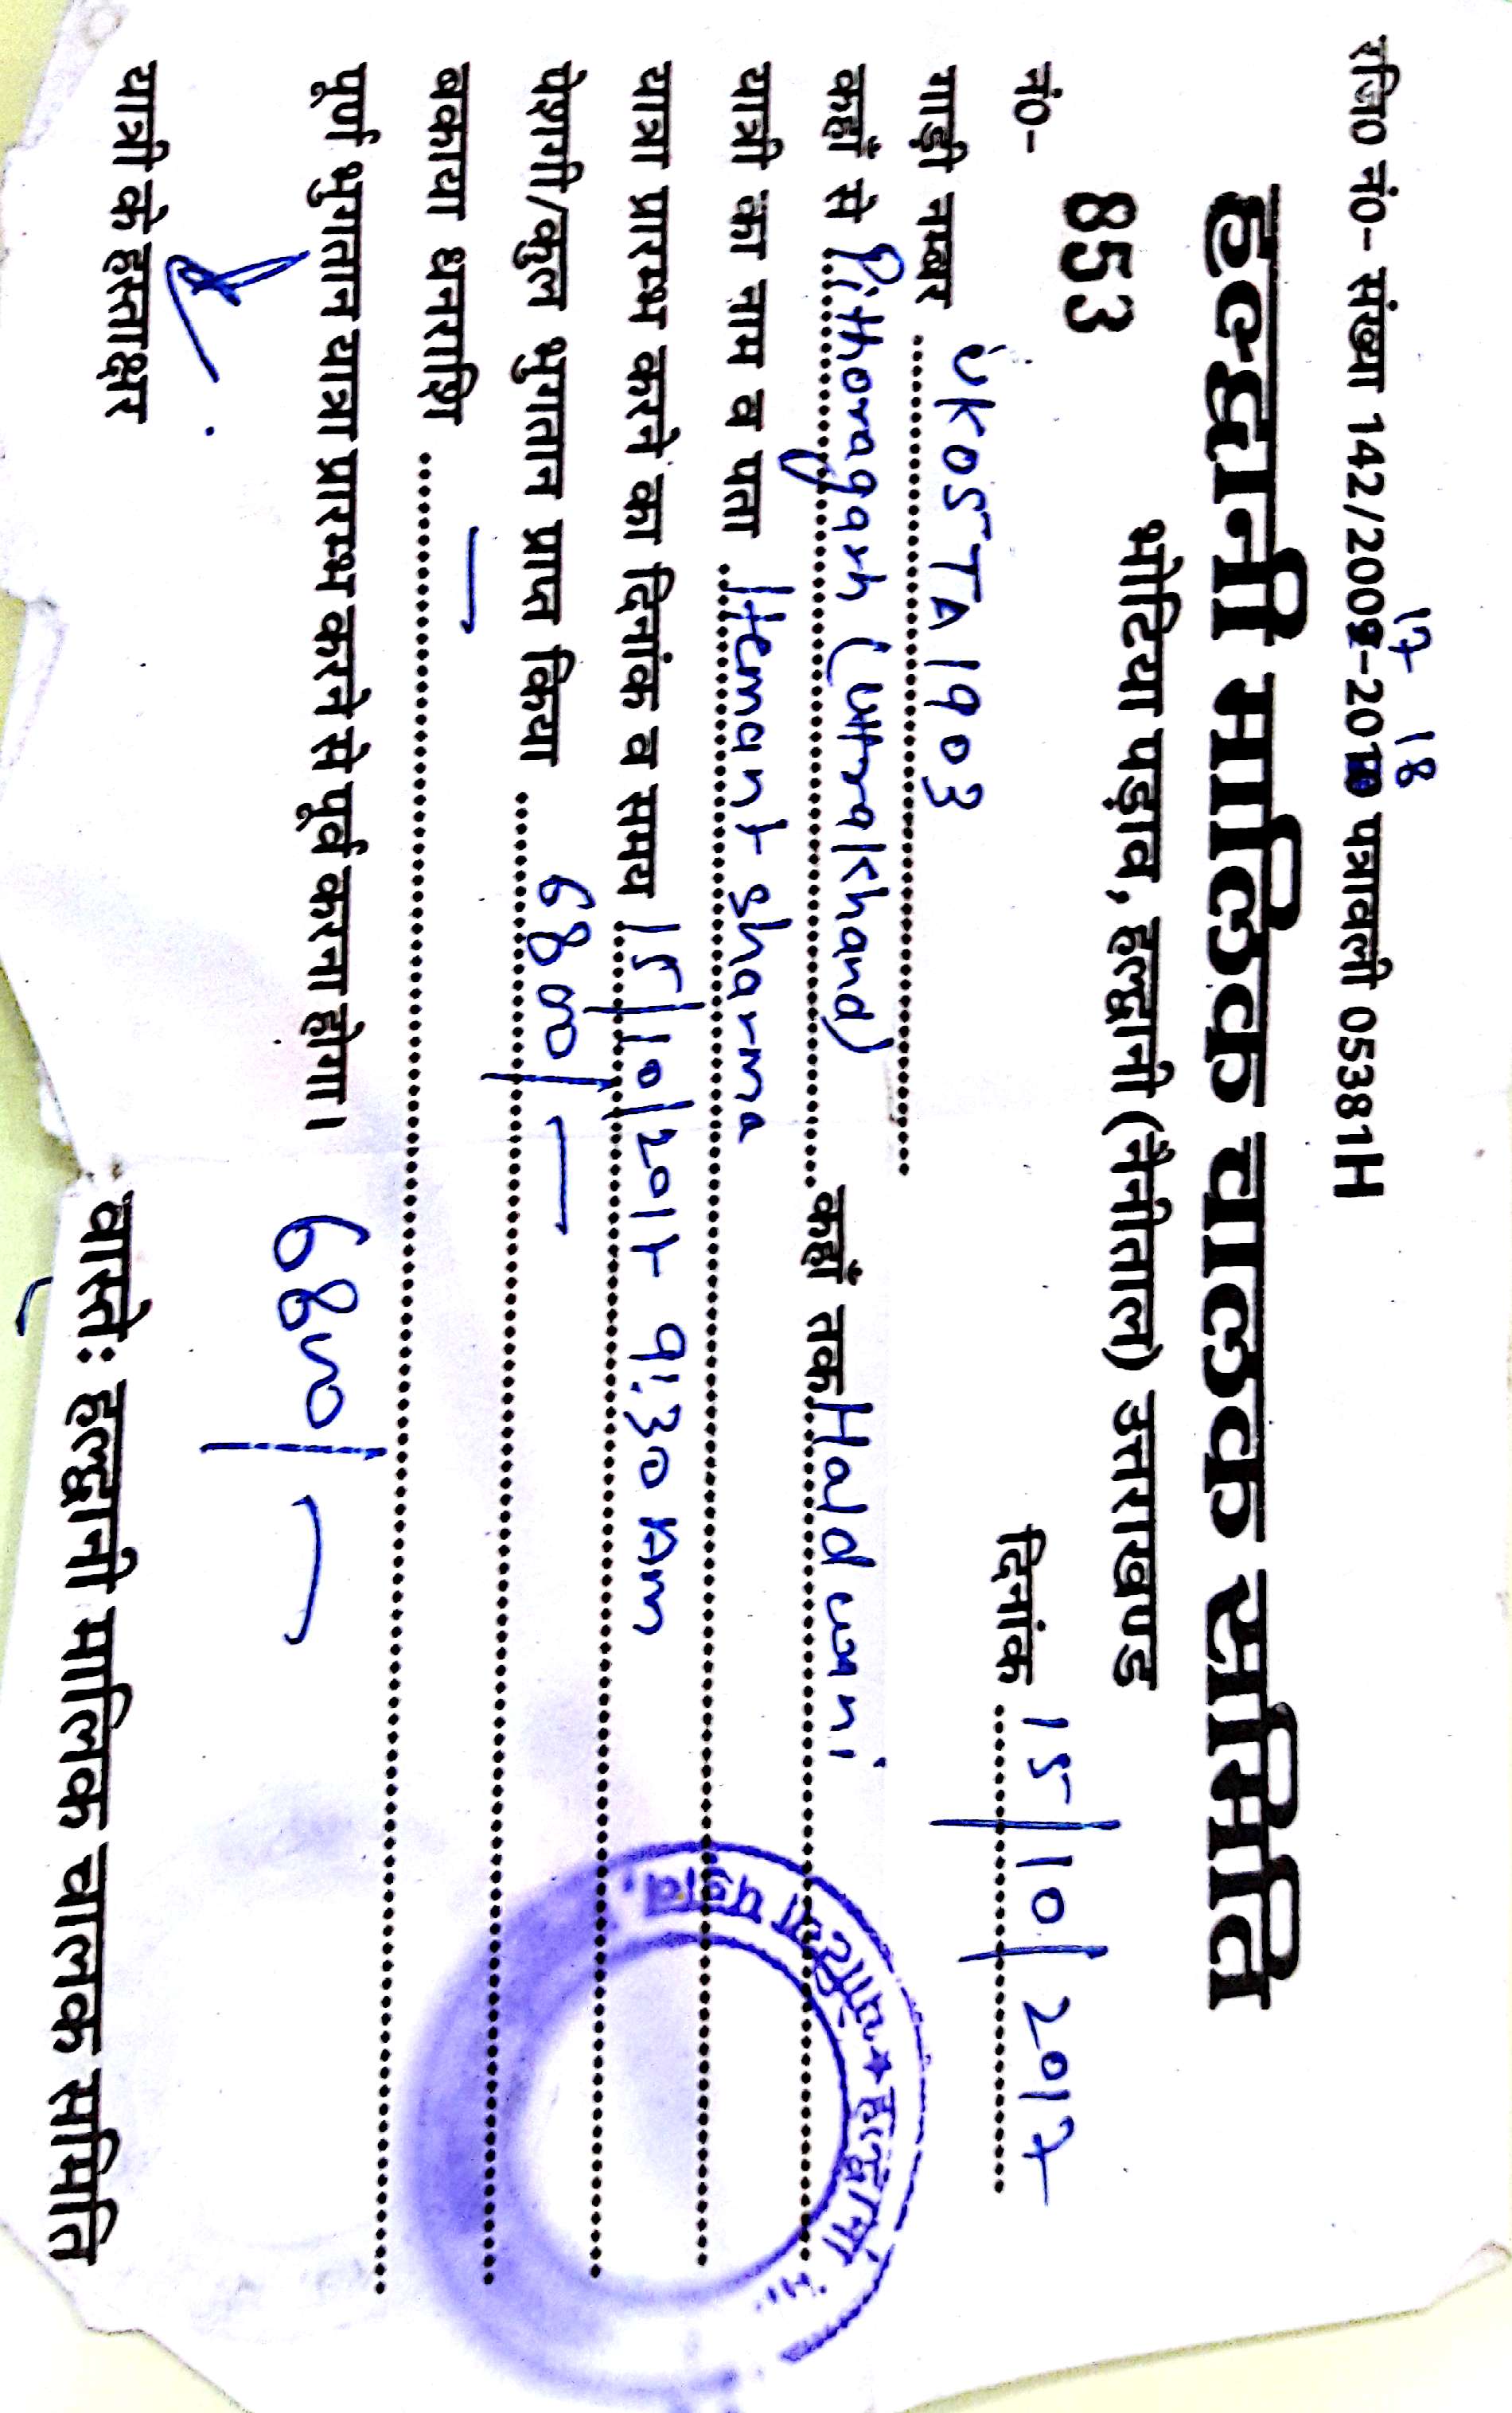 रजि0 नं0- संख्या 142/2009-2010 पत्रावली 05381H
17 18
हल्द्वानी मालिक चालक समिति
भोटिया पड़ाव, हल्द्वानी (नैनीताल) उत्तराखण्ड
नं0- 853 दिनांक 15/10/2017
गाड़ी नम्बर UK05TA1903
कहाँ से Pithoragarh (Uttrakhand) कहाँ तक Halduani
यात्री का नाम व पता Hemant sharma
यात्रा प्रारम्भ करने का दिनांक व समय 15/10/2017 9:30 Am
पेशगी/कुल भुगतान प्राप्त किया 6800/-
बकाया धनराशि —
पूर्ण भुगतान यात्रा प्रारम्भ करने से पूर्व करना होगा। 6800/-
यात्री के हस्ताक्षर वास्ते: हल्द्वानी मालिक चालक समिति
भोटिया पड़ाव ★ हल्द्वानी